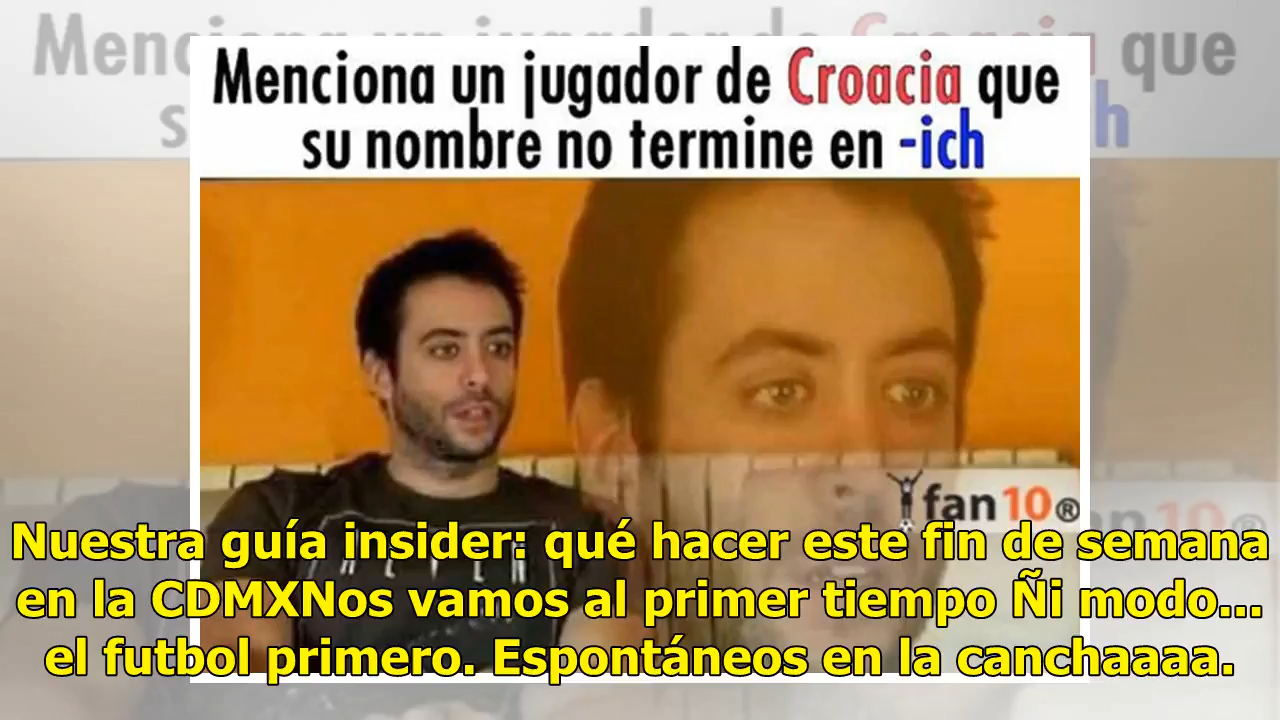 Menciona un jugador de Croacia que
su nombre no termine en -ich
fan10®
Nuestra guía insider: qué hacer este fin de semana
en la CDMXNos vamos al primer tiempo Ñi modo...
el futbol primero. Espontáneos en la canchaaaa.